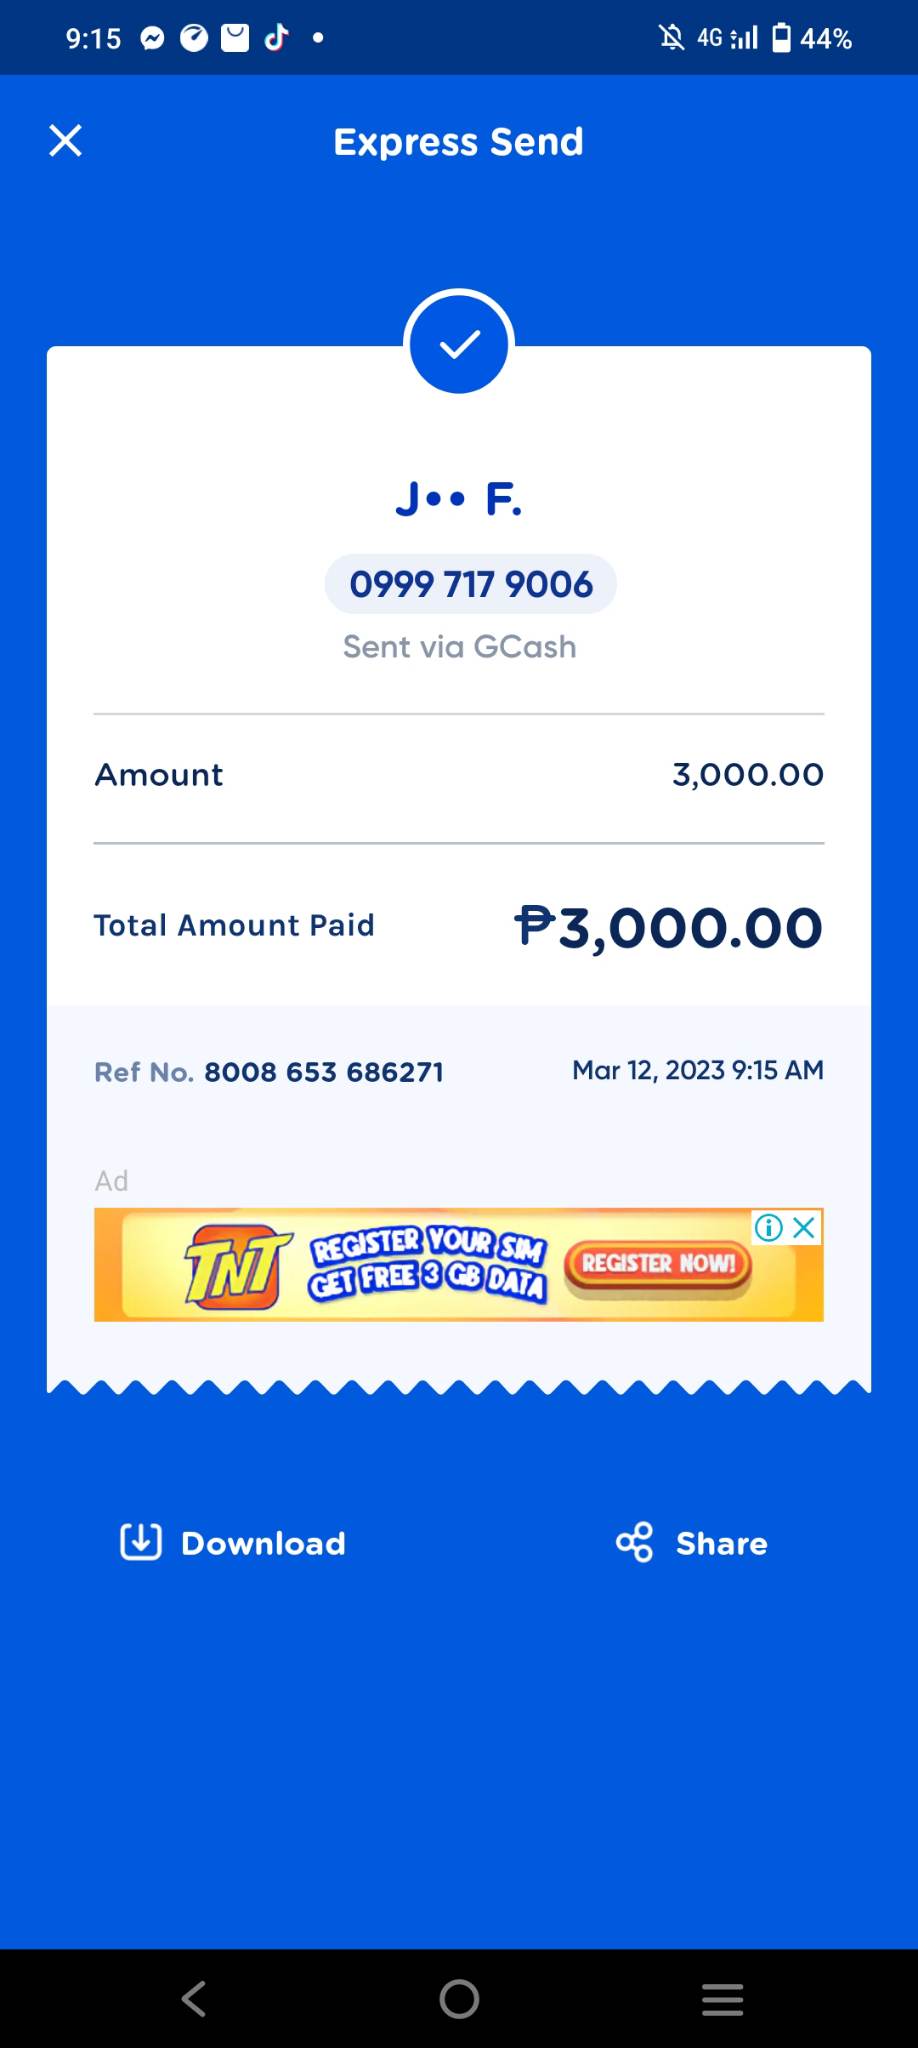 9:15
4G 44%
Express Send
J•• F.
0999 717 9006
Sent via GCash
Amount 3,000.00
Total Amount Paid ₱3,000.00
Ref No. 8008 653 686271 Mar 12, 2023 9:15 AM
Ad
TNT
REGISTER YOUR SIM
GET FREE 3 GB DATA
REGISTER NOW!
Download
Share